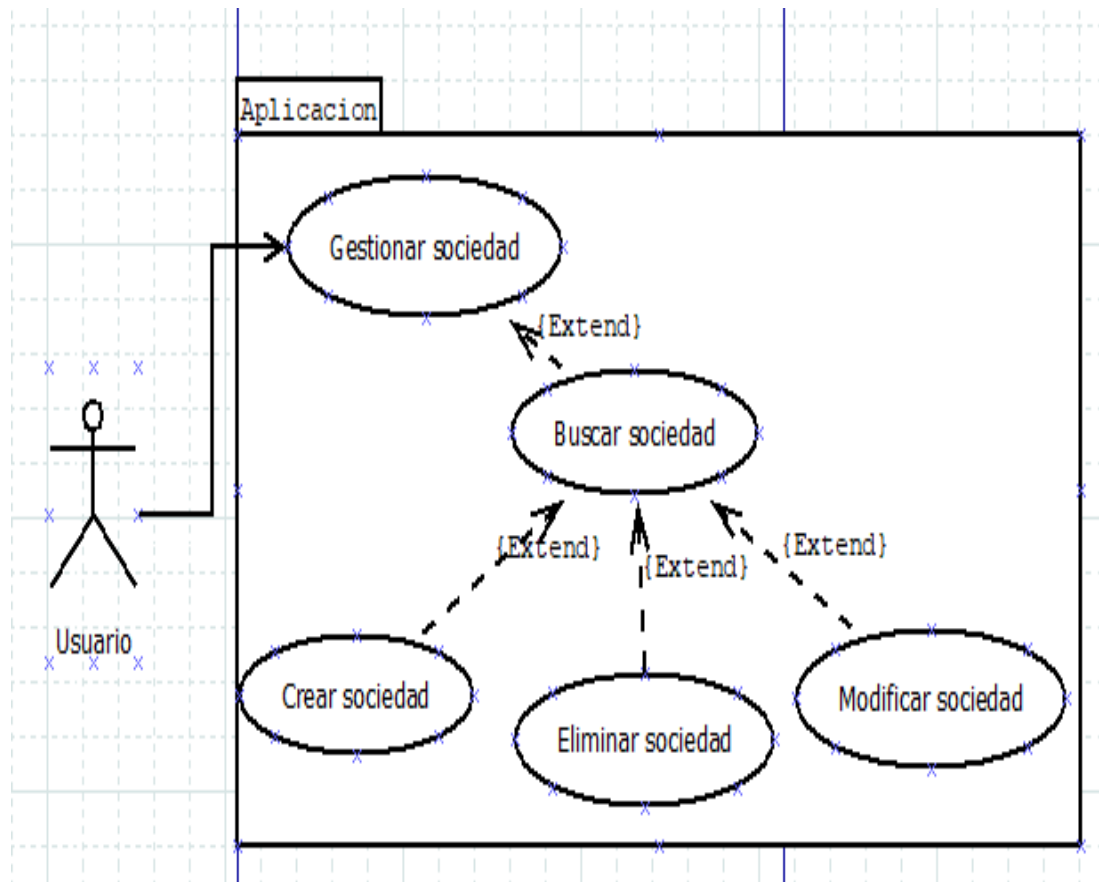 Aplicacion
Gestionar sociedad
{Extend}
Buscar sociedad
{Extend}
{Extend}
{Extend}
Usuario
Crear sociedad
Eliminar sociedad
Modificar sociedad